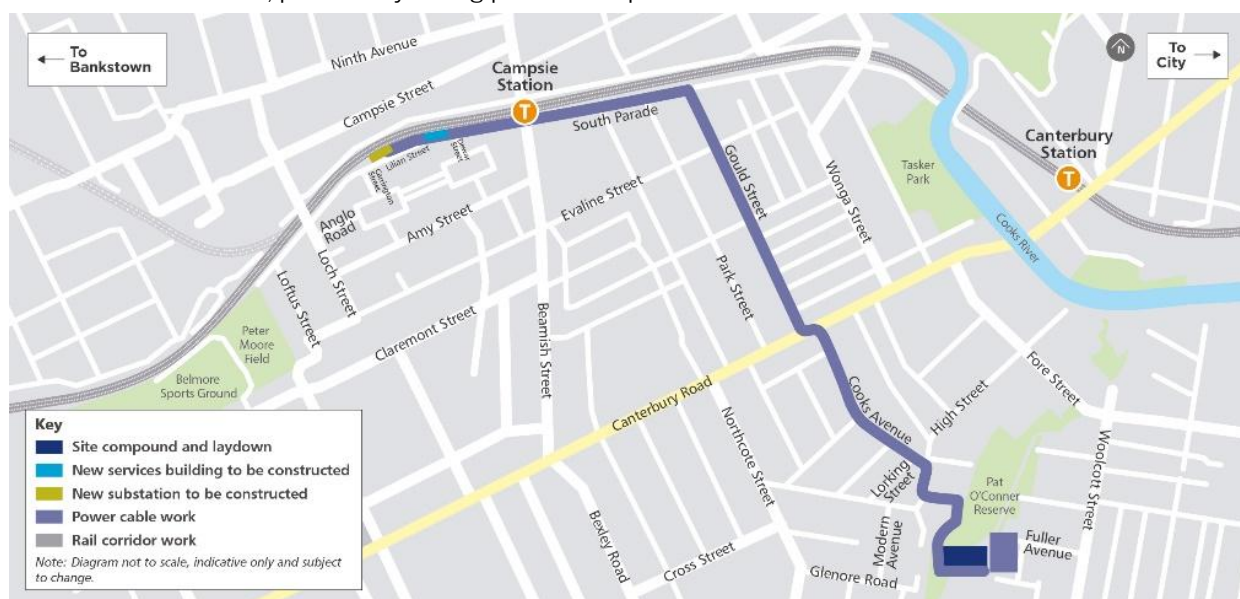 To
Bankstown
Ninth Avenue
Campsie Street
Campsie
Station
T
N
To
City
South Parade
Lilian Street
Dewar
Street
Carrington
Street
Anglo
Road
Amy Street
Evaline Street
Gould Street
Wonga Street
Tasker
Park
Canterbury
Station
T
Cooks River
Loch Street
Loftus Street
Peter
Moore
Field
Belmore
Sports Ground
Claremont Street
Beamish Street
Park Street
Canterbury Road
Cooks Avenue
High Street
Fore Street
Northcote Street
Lorking
Street
Pat
O'Conner
Reserve
Woolcott Street
Modern
Avenue
Fuller
Avenue
Bexley Road
Cross Street
Glenore Road
Key
Site compound and laydown
New services building to be constructed
New substation to be constructed
Power cable work
Rail corridor work
Note: Diagram not to scale, indicative only and subject
to change.